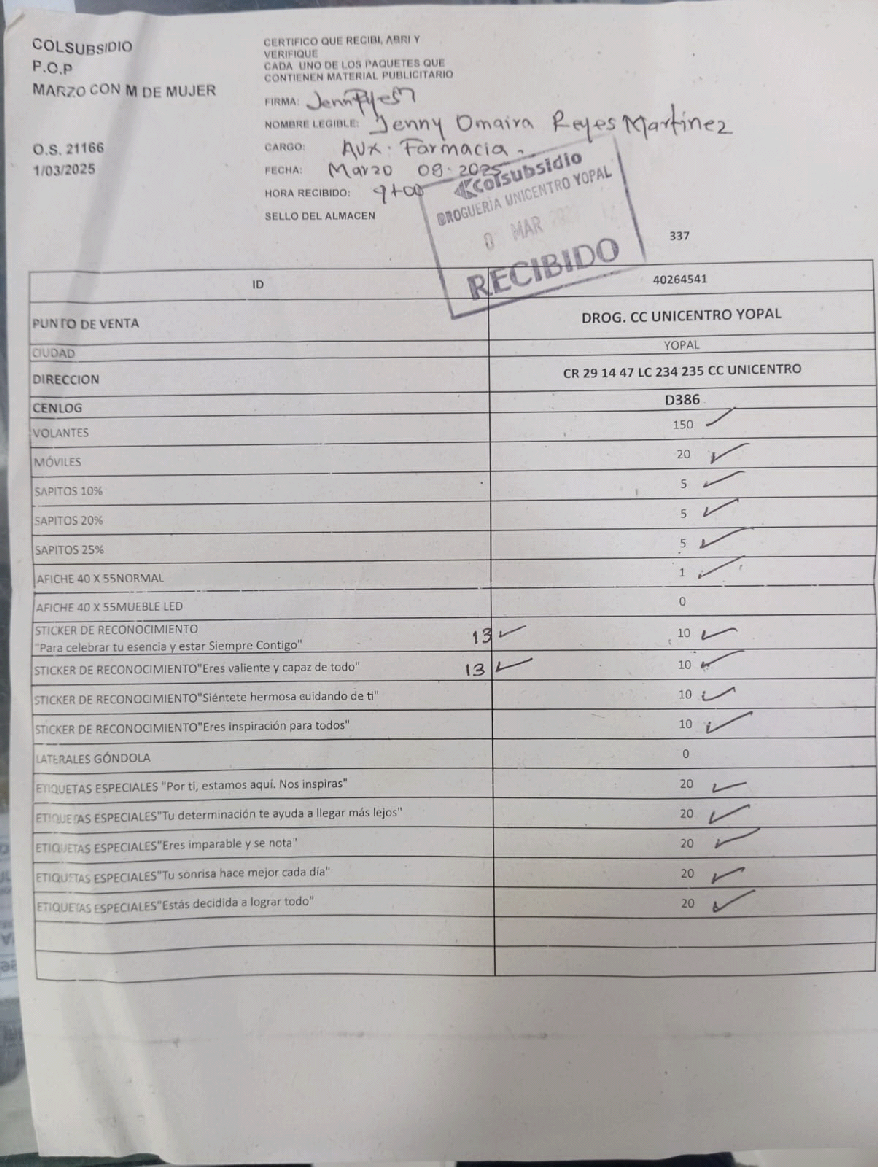 COLSUBSIDIO
P.O.P
MARZO CON M DE MUJER
O.S. 21166
1/03/2025
CERTIFICO QUE RECIBI, ABRI Y
VERIFIQUE
CADA UNO DE LOS PAQUETES QUE
CONTIENEN MATERIAL PUBLICITARIO
FIRMA:
NOMBRE LEGIBLE: Jenny Omaira Reyes Martinez
CARGO: Aux. Farmacia.
FECHA: Marzo 08. 2025
HORA RECIBIDO: 9+00
SELLO DEL ALMACEN
Colsubsidio
DROGUERIA UNICENTRO YOPAL
MAR
RECIBIDO
337
ID 40264541
PUNTO DE VENTA DROG. CC UNICENTRO YOPAL
CIUDAD YOPAL
DIRECCION CR 29 14 47 LC 234 235 CC UNICENTRO
CENLOG D386
VOLANTES 150 ✓
MÓVILES 20 ✓
SAPITOS 10% 5 ✓
SAPITOS 20% 5 ✓
SAPITOS 25% 5 ✓
AFICHE 40 X 55NORMAL 1 ✓
AFICHE 40 X 55MUEBLE LED 0
STICKER DE RECONOCIMIENTO
"Para celebrar tu esencia y estar Siempre Contigo" 13 ✓ 10 ✓
STICKER DE RECONOCIMIENTO"Eres valiente y capaz de todo" 13 ✓ 10 ✓
STICKER DE RECONOCIMIENTO"Siéntete hermosa cuidando de ti" 10 ✓
STICKER DE RECONOCIMIENTO"Eres inspiración para todos" 10 ✓
LATERALES GÓNDOLA 0
ETIQUETAS ESPECIALES "Por ti, estamos aquí. Nos inspiras" 20 ✓
ETIQUETAS ESPECIALES"Tu determinación te ayuda a llegar más lejos" 20 ✓
ETIQUETAS ESPECIALES"Eres imparable y se nota" 20 ✓
ETIQUETAS ESPECIALES"Tu sonrisa hace mejor cada día" 20 ✓
ETIQUETAS ESPECIALES"Estás decidida a lograr todo" 20 ✓